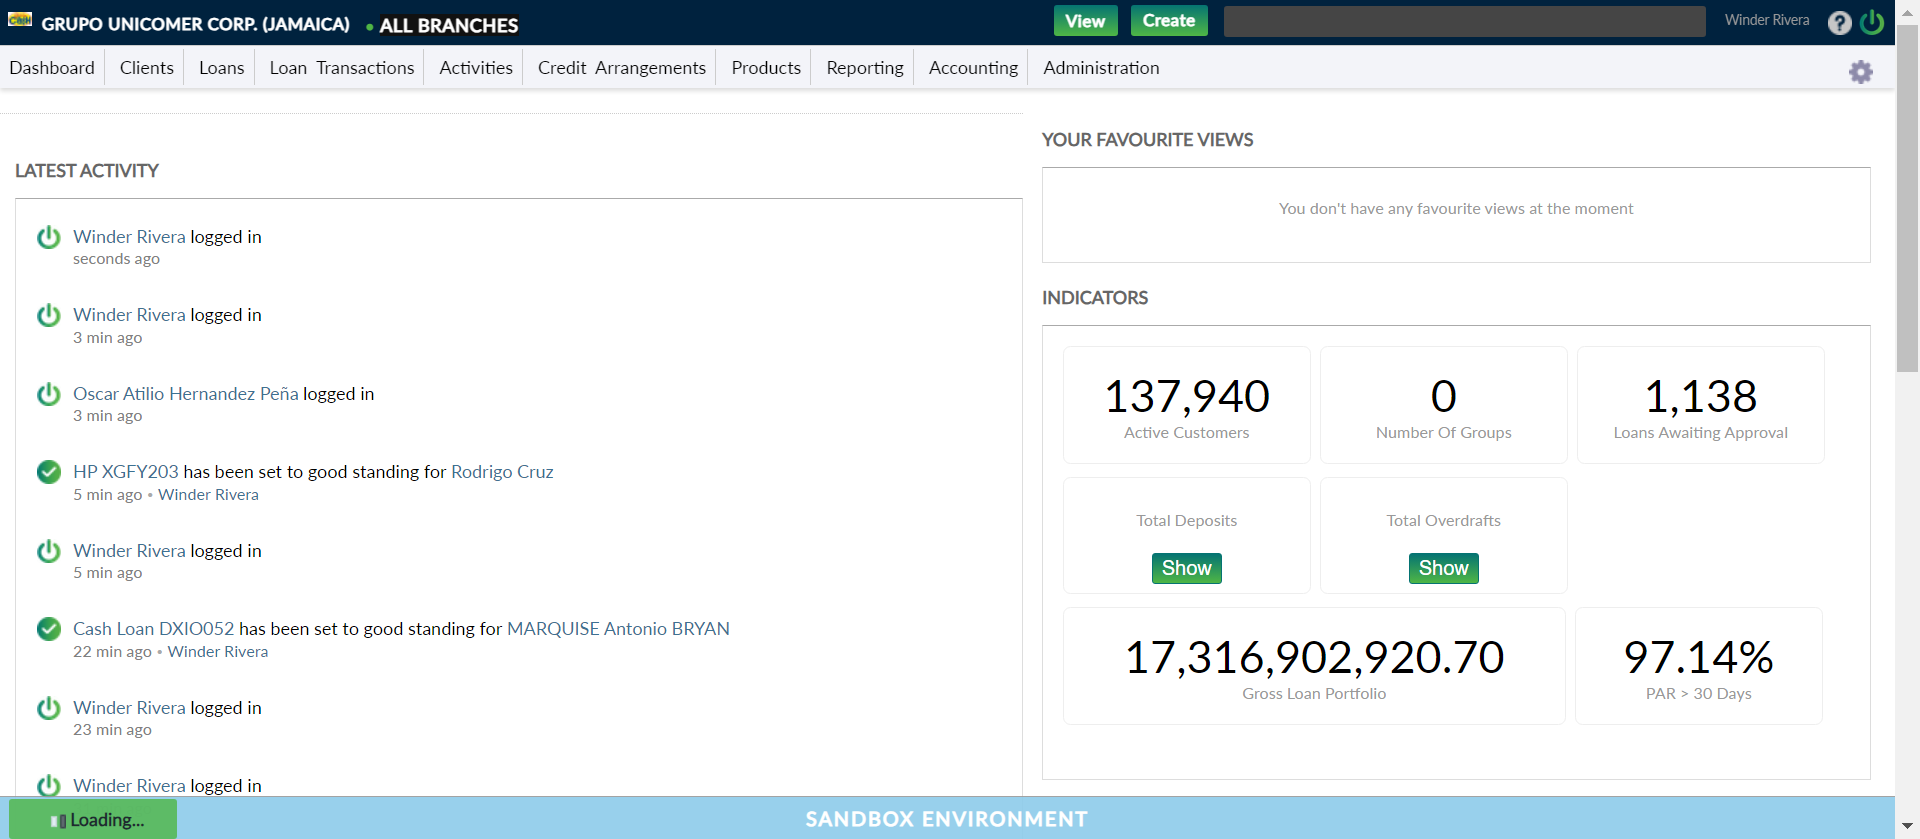 Cash GRUPO UNICOMER CORP. (JAMAICA) • ALL BRANCHES View Create Winder Rivera ?
Dashboard Clients Loans Loan Transactions Activities Credit Arrangements Products Reporting Accounting Administration
LATEST ACTIVITY
Winder Rivera logged in
seconds ago
Winder Rivera logged in
3 min ago
Oscar Atilio Hernandez Peña logged in
3 min ago
HP XGFY203 has been set to good standing for Rodrigo Cruz
5 min ago • Winder Rivera
Winder Rivera logged in
5 min ago
Cash Loan DXIO052 has been set to good standing for MARQUISE Antonio BRYAN
22 min ago • Winder Rivera
Winder Rivera logged in
23 min ago
Winder Rivera logged in
YOUR FAVOURITE VIEWS
You don't have any favourite views at the moment
INDICATORS
137,940
Active Customers
0
Number Of Groups
1,138
Loans Awaiting Approval
Total Deposits
Show
Total Overdrafts
Show
17,316,902,920.70
Gross Loan Portfolio
97.14%
PAR > 30 Days
Loading...
SANDBOX ENVIRONMENT